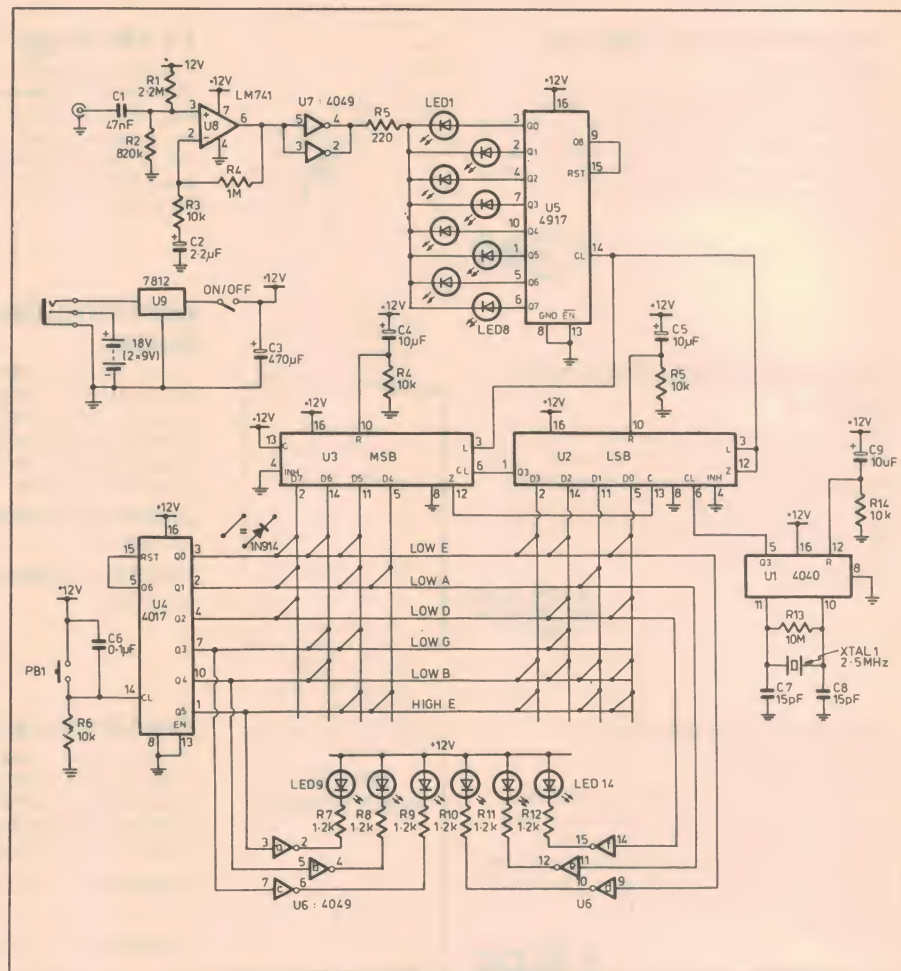 +12V
R1
2·2M
+12V
LM741
C1
47nF
3
+
7
U8
6
2
-
4
R2
820k
R4
1M
R3
10k
+
C2
2·2µF
U7 : 4049
5
4
3
2
R5
220
LED1
LED8
+12V
16
3
Q0
2
Q1
4
Q2
7
Q3
10
Q4
1
Q5
5
Q6
6
Q7
U5
4917
Q8
9
RST
15
CL
14
GND
EN
8
13
7812
U9
ON/OFF
+12V
+
18V
(2×9V)
-
+
C3
470µF
+12V
+
C4
10µF
R4
10k
+12V
+
C5
10µF
R5
10k
+12V
13
C
+12V
16
10
R
L
3
U3
MSB
CL
6
4
INH
D7
D6
D5
D4
Z
2
14
11
5
8
12
+12V
16
10
R
L
3
U2
LSB
Z
12
1
Q3
D3
D2
D1
D0
C
CL
INH
2
14
11
5
13
8
6
4
+12V
+
C9
10uF
R14
10k
+12V
5
16
12
Q3
R
8
U1
4040
11
10
R13
10M
XTAL 1
2·5MHz
C7
15pF
C8
15pF
=
1N914
LOW E
LOW A
LOW D
LOW G
LOW B
HIGH E
+12V
16
15
RST
Q0
3
5
Q6
Q1
2
U4
4017
Q2
4
Q3
7
Q4
10
14
CL
Q5
1
EN
8
13
+12V
C6
0·1µF
PB1
R6
10k
+12V
LED9
LED 14
R7
1·2k
R8
1·2k
R9
1·2k
R10
1·2k
R11
1·2k
R12
1·2k
3
2
5
4
7
c
6
15
f
14
12
11
10
9
U6 : 4049
U6